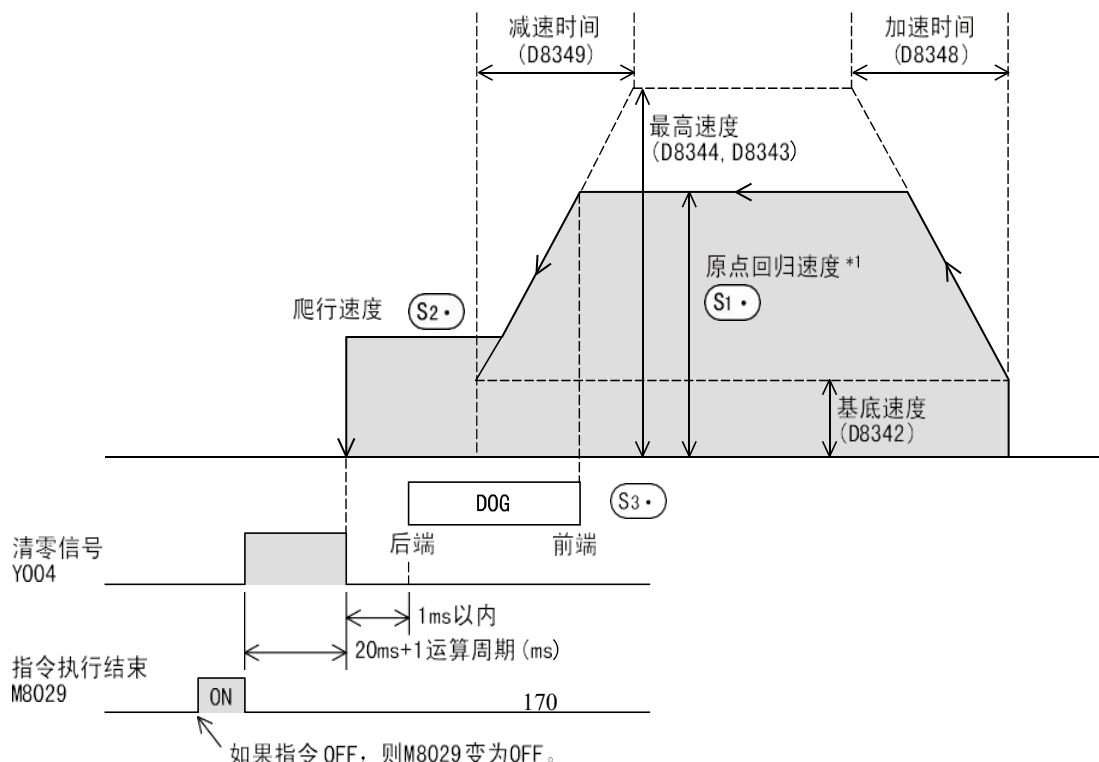 减速时间
(D8349)
加速时间
(D8348)
最高速度
(D8344, D8343)
原点回归速度 *1
S1•
爬行速度 S2•
基底速度
(D8342)
DOG
S3•
后端
前端
清零信号
Y004
1ms以内
20ms+1运算周期(ms)
指令执行结束
M8029
ON
170
如果指令OFF，则M8029变为OFF。